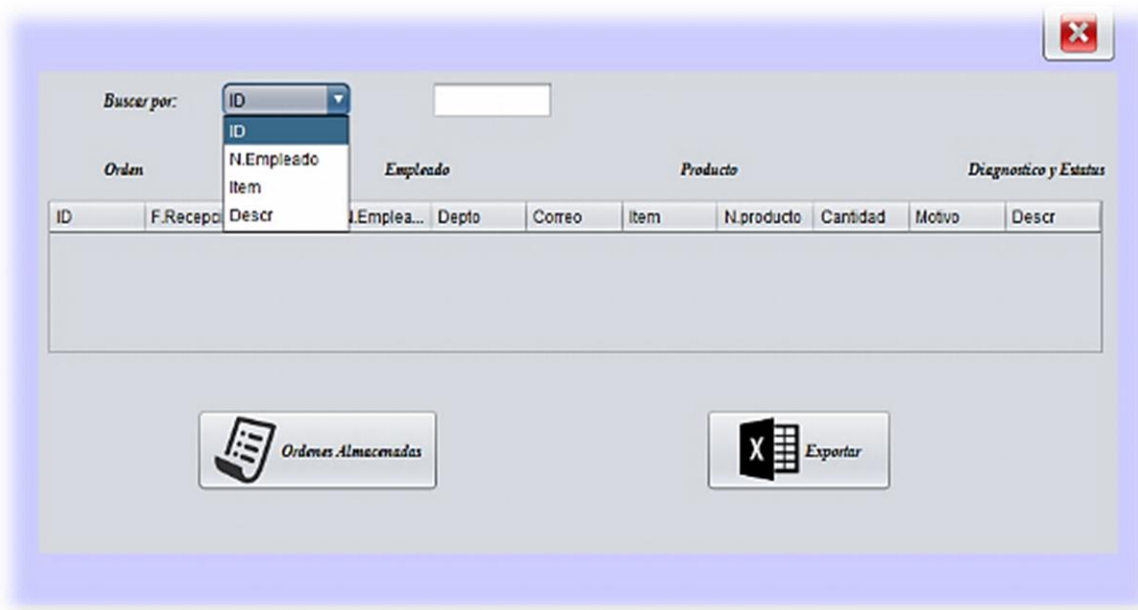 Buscar por:
ID
ID
N.Empleado
Item
Descr
Orden
Empleado
Producto
Diagnostico y Estatus
ID F.Recepci N.Emplea... Depto Correo Item N.producto Cantidad Motivo Descr
Ordenes Almacenadas
X
Exportar